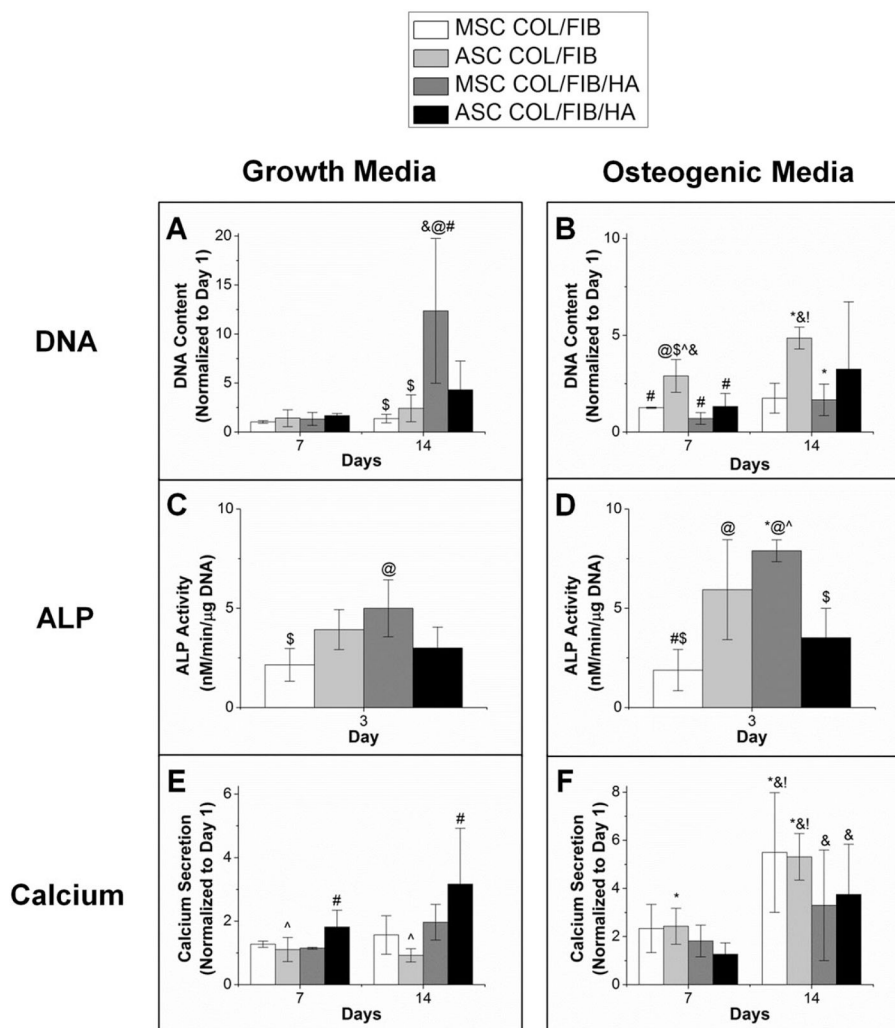 MSC COL/FIB
ASC COL/FIB
MSC COL/FIB/HA
ASC COL/FIB/HA
Growth Media
Osteogenic Media
DNA
A
DNA Content
(Normalized to Day 1)
20
15
10
5
0
$
$
&@#
7
14
Days
B
DNA Content
(Normalized to Day 1)
10
5
0
#
@$^&
#
#
*&!
*
7
14
Days
ALP
C
ALP Activity
(nM/min/µg DNA)
10
5
0
$
@
3
Day
D
ALP Activity
(nM/min/µg DNA)
10
5
0
#$
@
*@^
$
3
Day
Calcium
E
Calcium Secretion
(Normalized to Day 1)
6
4
2
0
^
#
^
#
7
14
Days
F
Calcium Secretion
(Normalized to Day 1)
8
6
4
2
0
*
*&!
*&!
&
&
7
14
Days